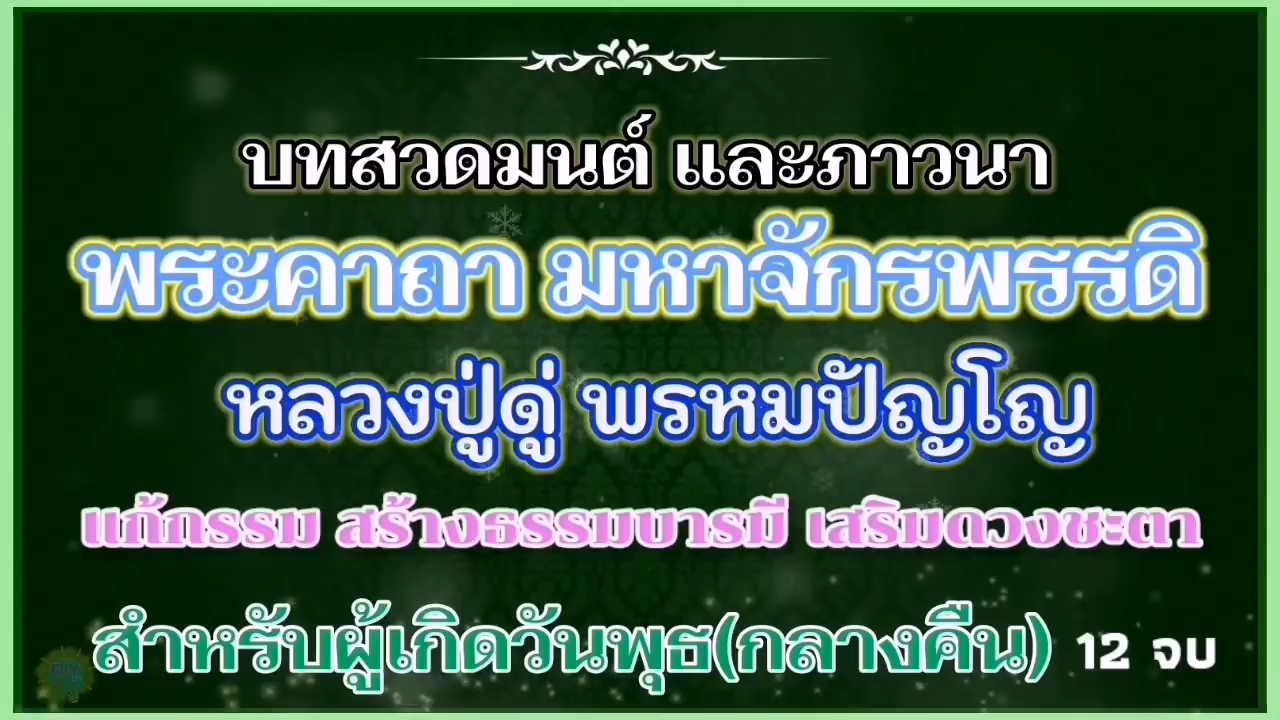 บทสวดมนต์ และภาวนา
พระคาถา มหาจักรพรรดิ
หลวงปู่ดู่ พรหมปัญโญ
แก้กรรม สร้างธรรมบารมี เสริมดวงชะตา
สำหรับผู้เกิดวันพุธ(กลางคืน) 12 จบ